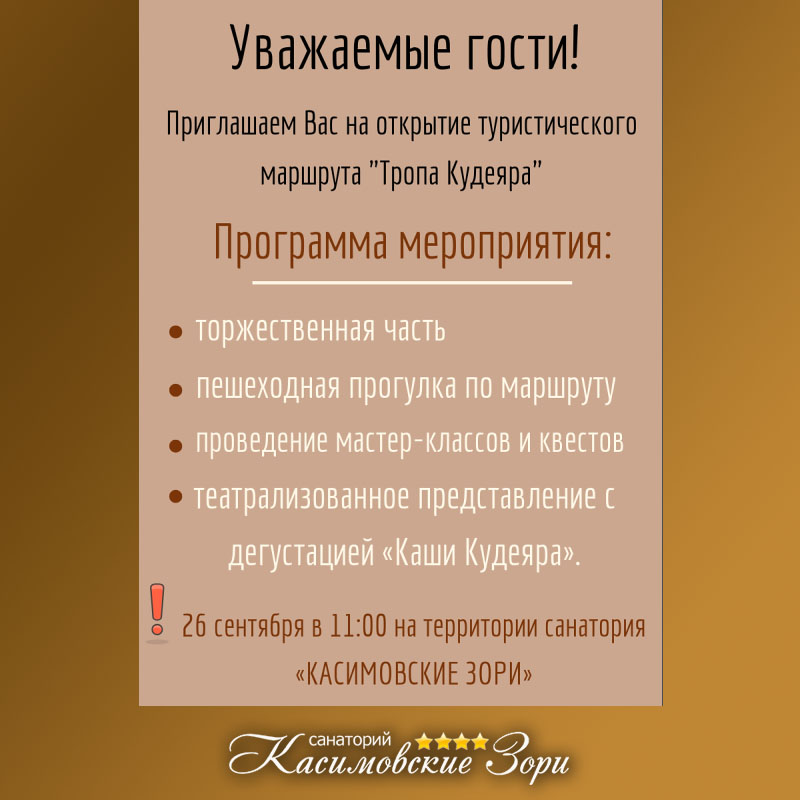 Уважаемые гости!
Приглашаем Вас на открытие туристического
маршрута "Тропа Кудеяра"
Программа мероприятия:
• торжественная часть
• пешеходная прогулка по маршруту
• проведение мастер-классов и квестов
• театрализованное представление с
дегустацией «Каши Кудеяра».
26 сентября в 11:00 на территории санатория
«КАСИМОВСКИЕ ЗОРИ»
санаторий
Касимовские Зори